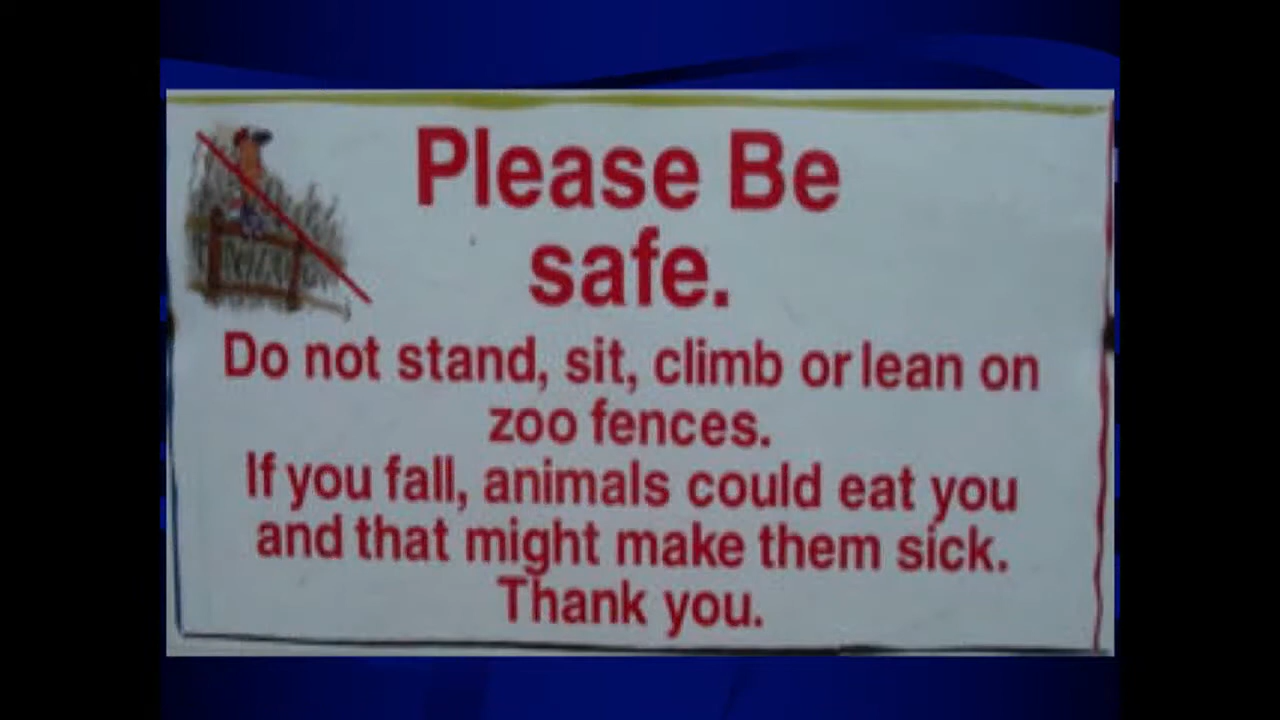 Please Be
safe.
Do not stand, sit, climb or lean on
zoo fences.
If you fall, animals could eat you
and that might make them sick.
Thank you.